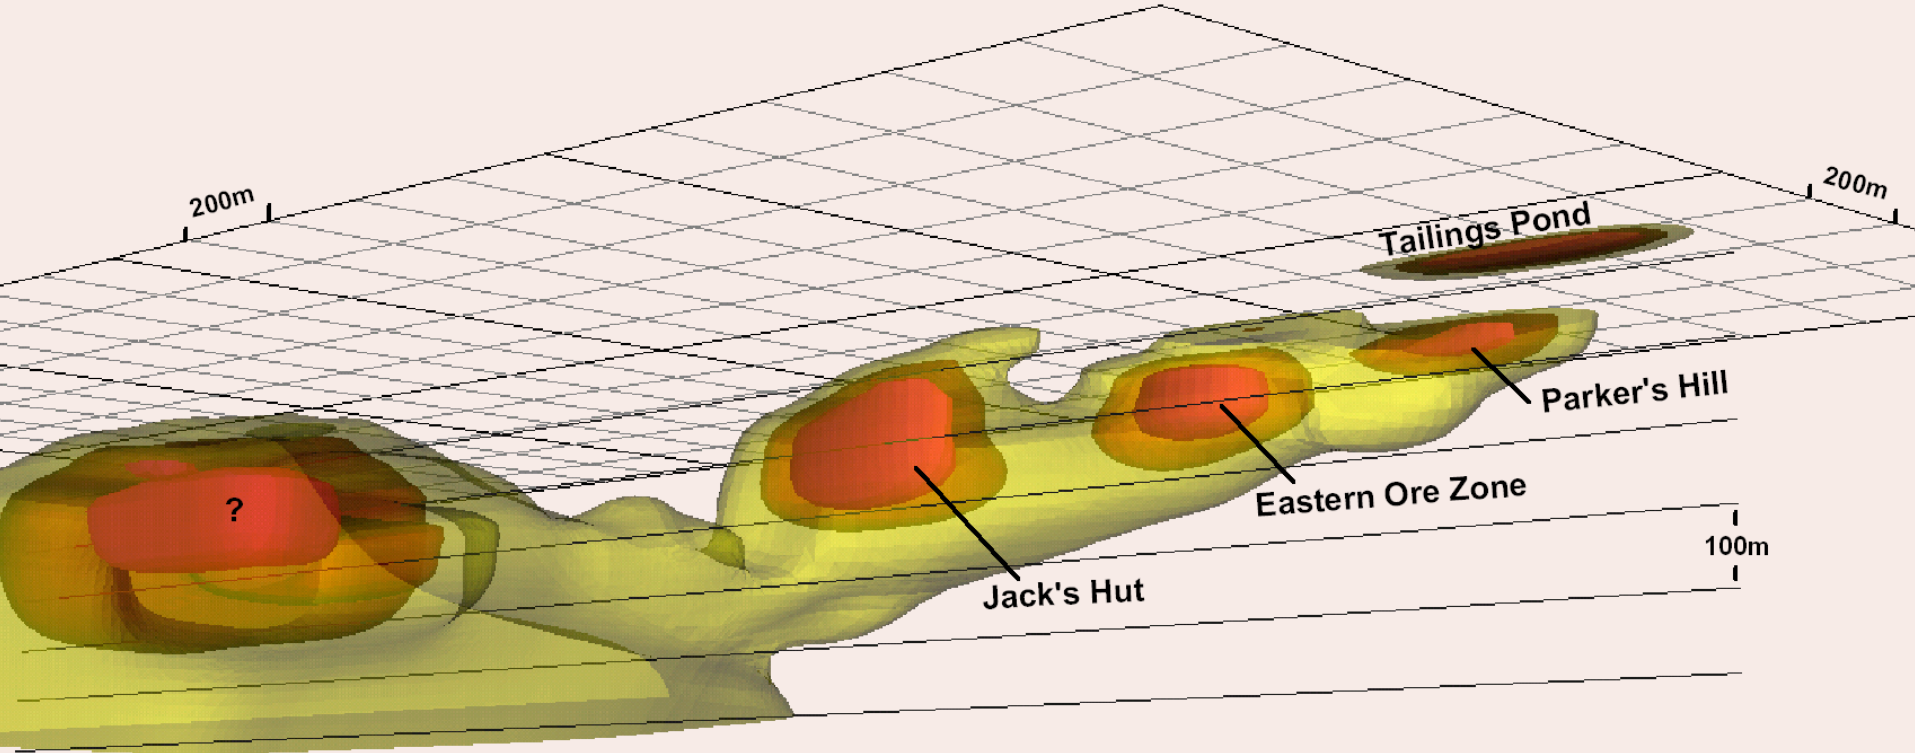 200m
200m
Tailings Pond
Parker's Hill
Eastern Ore Zone
?
100m
Jack's Hut